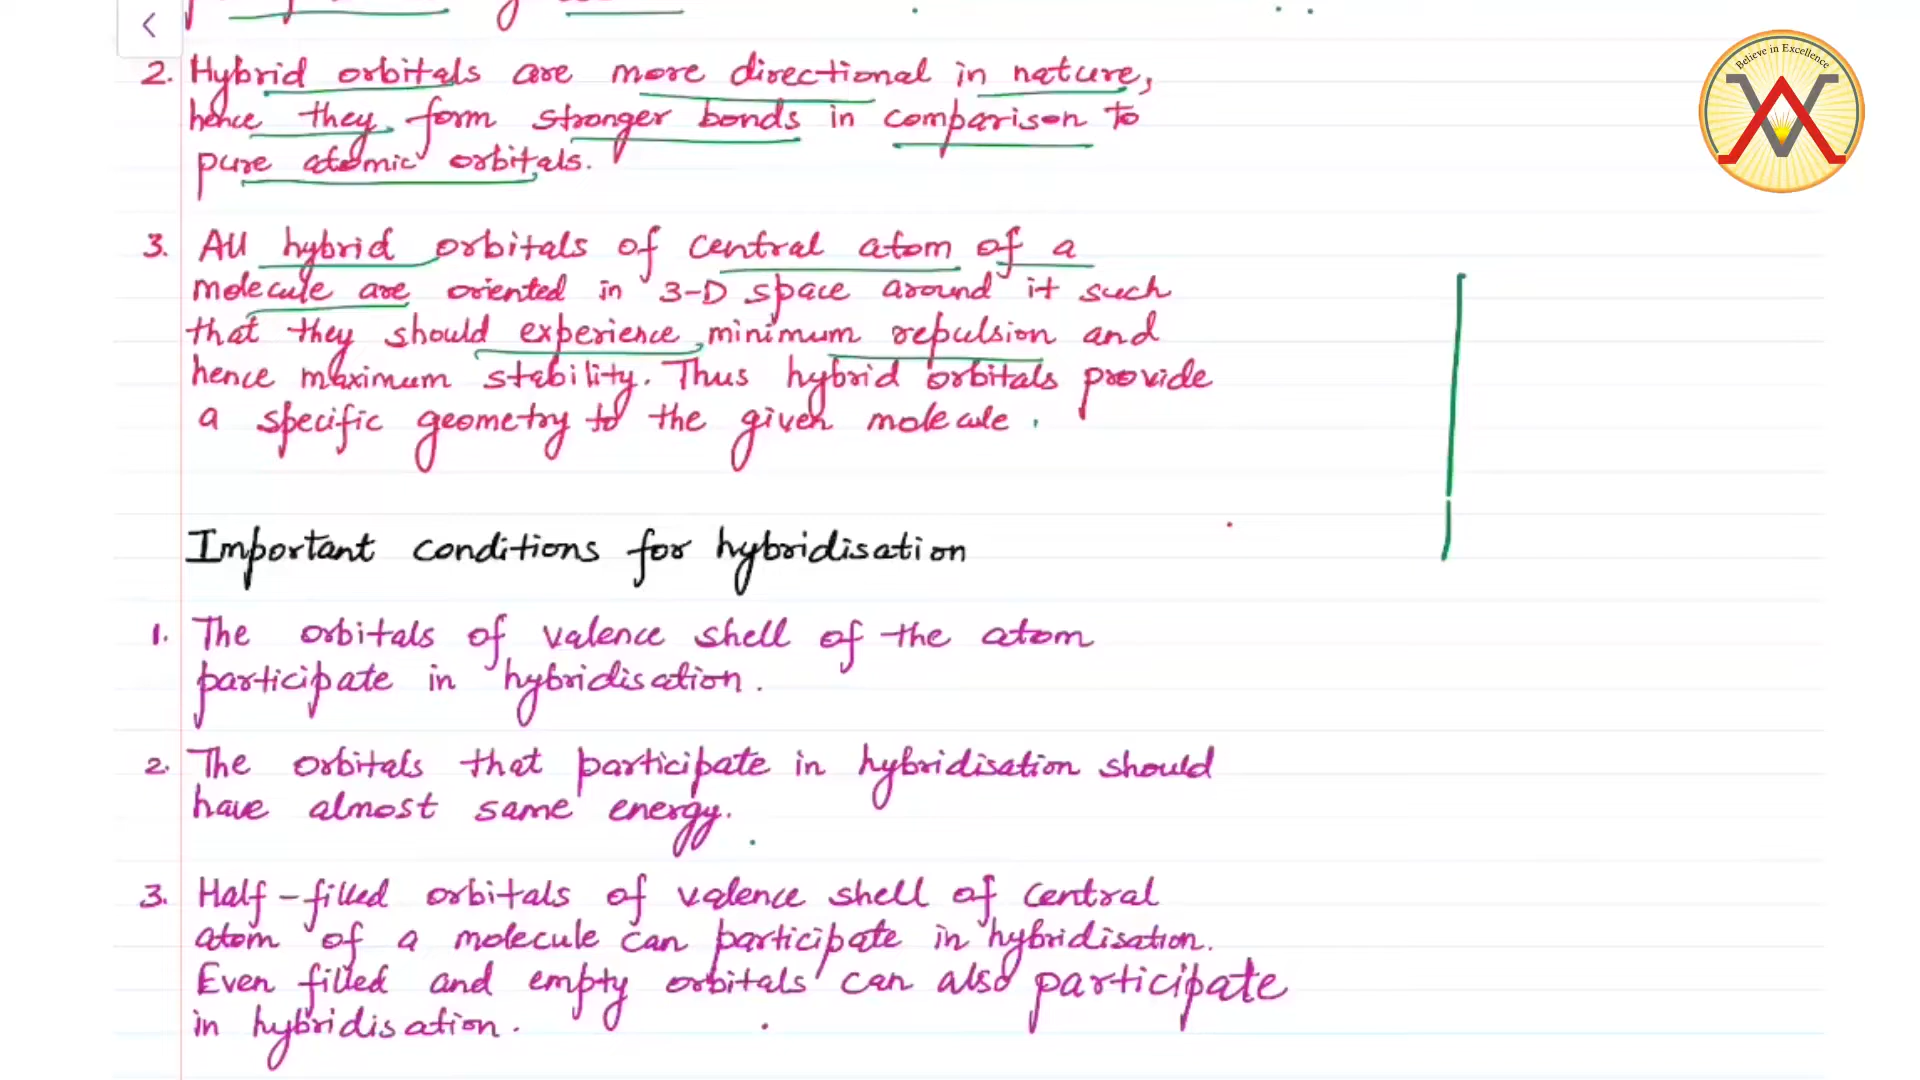 Believe in Excellence
2. Hybrid orbitals are more directional in nature,
hence they form stronger bonds in comparison to
pure atomic orbitals.
3. All hybrid orbitals of central atom of a
molecule are oriented in 3-D space around it such
that they should experience minimum repulsion and
hence maximum stability. Thus hybrid orbitals provide
a specific geometry to the given molecule.
Important conditions for hybridisation
1. The orbitals of valence shell of the atom
participate in hybridisation.
2. The orbitals that participate in hybridisation should
have almost same energy.
3. Half-filled orbitals of valence shell of central
atom of a molecule can participate in hybridisation.
Even filled and empty orbitals can also participate
in hybridisation.